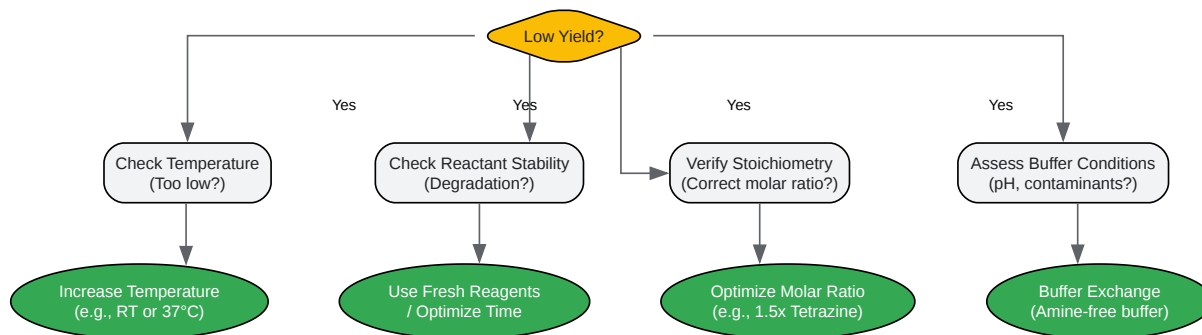 Low Yield?
Yes
Yes
Yes
Yes
Check Temperature
(Too low?)
Check Reactant Stability
(Degradation?)
Verify Stoichiometry
(Correct molar ratio?)
Assess Buffer Conditions
(pH, contaminants?)
Increase Temperature
(e.g., RT or 37°C)
Use Fresh Reagents
/ Optimize Time
Optimize Molar Ratio
(e.g., 1.5x Tetrazine)
Buffer Exchange
(Amine-free buffer)